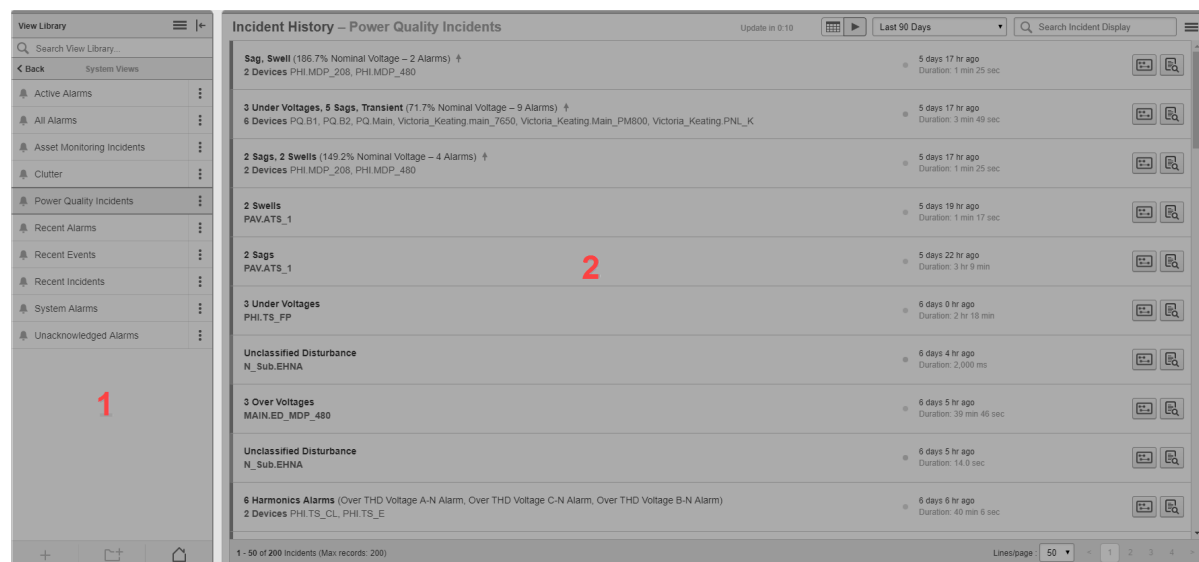 View Library
Search View Library...
Back System Views
Active Alarms
All Alarms
Asset Monitoring Incidents
Clutter
Power Quality Incidents
Recent Alarms
Recent Events
Recent Incidents
System Alarms
Unacknowledged Alarms
1
Incident History – Power Quality Incidents Update in 0:10 Last 90 Days Search Incident Display
Sag, Swell (186.7% Nominal Voltage – 2 Alarms) 5 days 17 hr ago
2 Devices PHI.MDP_208, PHI.MDP_480 Duration: 1 min 25 sec
3 Under Voltages, 5 Sags, Transient (71.7% Nominal Voltage – 9 Alarms) 5 days 17 hr ago
6 Devices PQ.B1, PQ.B2, PQ.Main, Victoria_Keating.main_7650, Victoria_Keating.Main_PM800, Victoria_Keating.PNL_K Duration: 3 min 49 sec
2 Sags, 2 Swells (149.2% Nominal Voltage – 4 Alarms) 5 days 17 hr ago
2 Devices PHI.MDP_208, PHI.MDP_480 Duration: 1 min 25 sec
2 Swells 5 days 19 hr ago
PAV.ATS_1 Duration: 1 min 17 sec
2 Sags 5 days 22 hr ago
PAV.ATS_1 Duration: 3 hr 9 min
2
3 Under Voltages 6 days 0 hr ago
PHI.TS_FP Duration: 2 hr 18 min
Unclassified Disturbance 6 days 4 hr ago
N_Sub.EHNA Duration: 2,000 ms
3 Over Voltages 6 days 5 hr ago
MAIN.ED_MDP_480 Duration: 39 min 46 sec
Unclassified Disturbance 6 days 5 hr ago
N_Sub.EHNA Duration: 14.0 sec
6 Harmonics Alarms (Over THD Voltage A-N Alarm, Over THD Voltage C-N Alarm, Over THD Voltage B-N Alarm) 6 days 6 hr ago
2 Devices PHI.TS_CL, PHI.TS_E Duration: 40 min 6 sec
1 - 50 of 200 Incidents (Max records: 200) Lines/page : 50 « 1 2 3 4 »